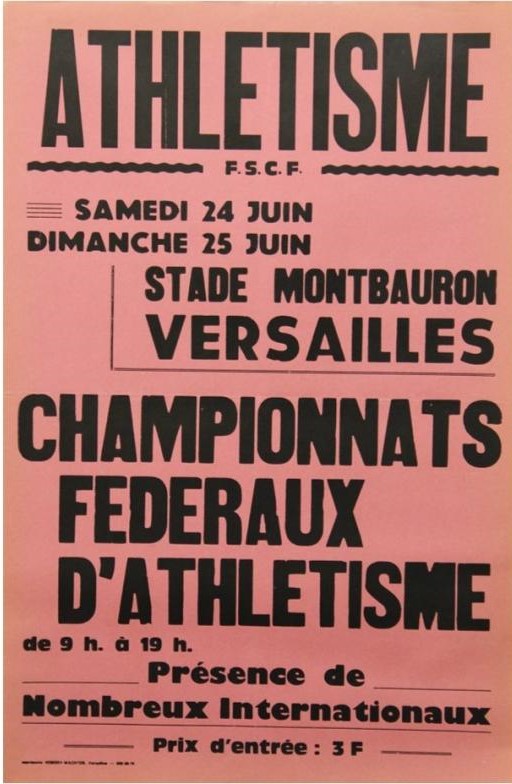 ATHLETISME
F.S.C.F.
SAMEDI 24 JUIN
DIMANCHE 25 JUIN
STADE MONTBAURON
VERSAILLES
CHAMPIONNATS
FEDERAUX
D'ATHLETISME
de 9 h. à 19 h.
Présence de
Nombreux Internationaux
Prix d'entrée : 3 F